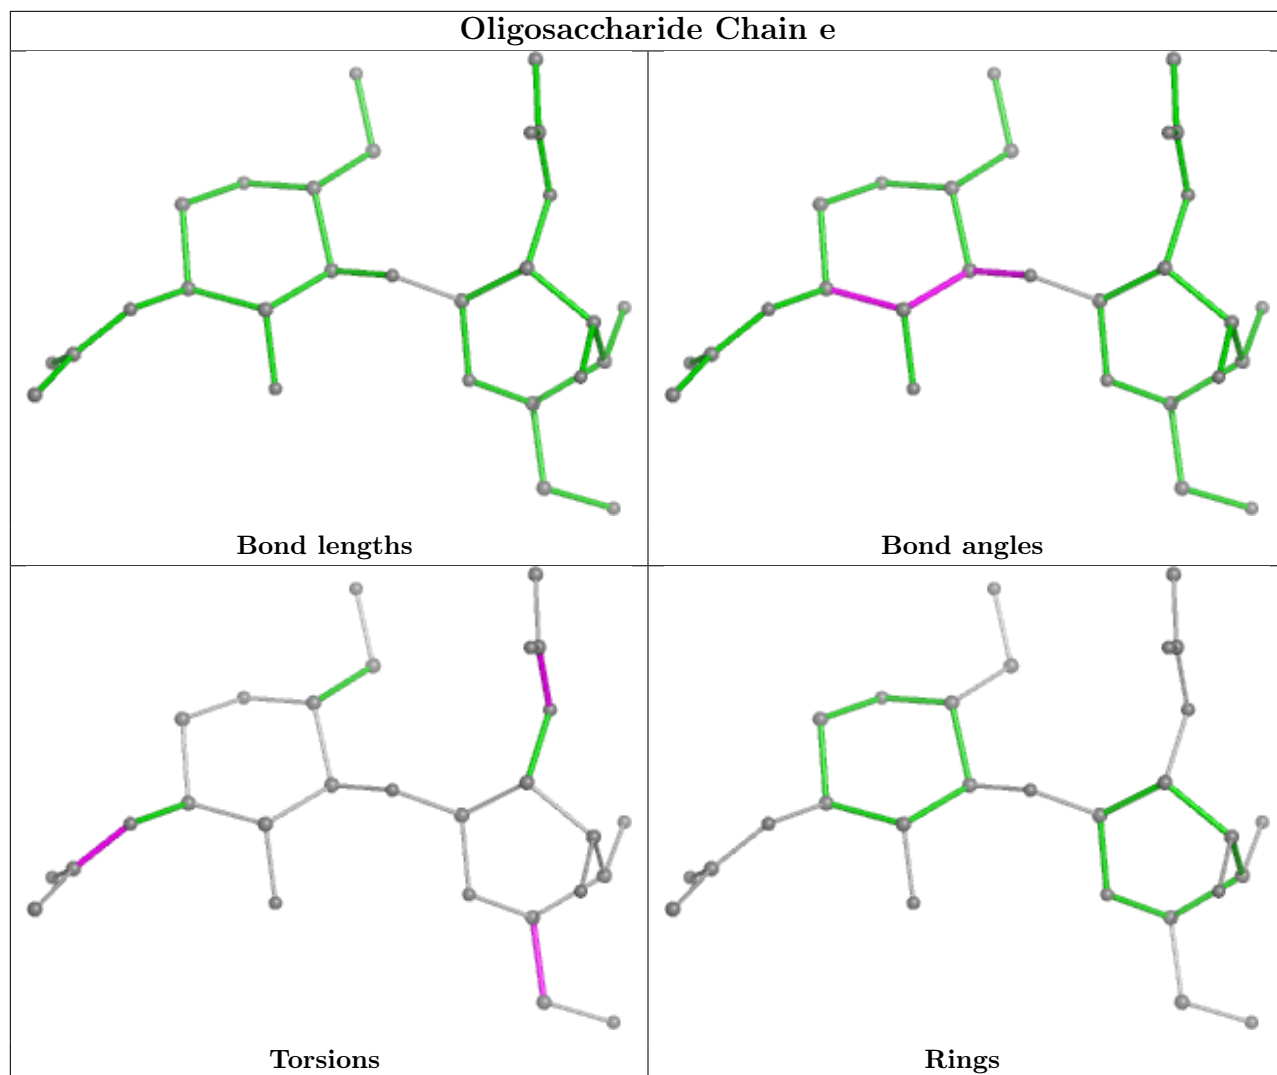 Oligosaccharide Chain e
Bond lengths
Bond angles
Torsions
Rings